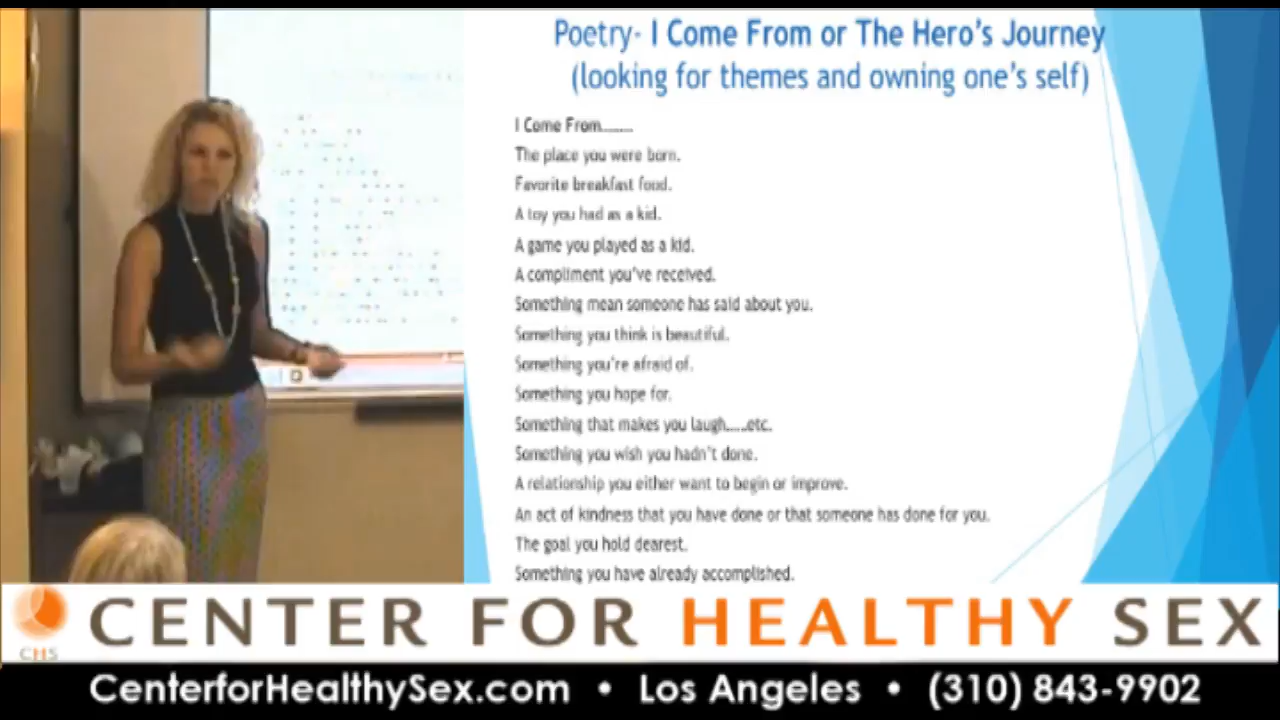 Poetry- I Come From or The Hero's Journey
(looking for themes and owning one's self)
I Come From........
The place you were born.
Favorite breakfast food.
A toy you had as a kid.
A game you played as a kid.
A compliment you've received.
Something mean someone has said about you.
Something you think is beautiful.
Something you're afraid of.
Something you hope for.
Something that makes you laugh.....etc.
Something you wish you hadn't done.
A relationship you either want to begin or improve.
An act of kindness that you have done or that someone has done for you.
The goal you hold dearest.
Something you have already accomplished.
CENTER FOR HEALTHY SEX
CHS
CenterforHealthySex.com • Los Angeles • (310) 843-9902